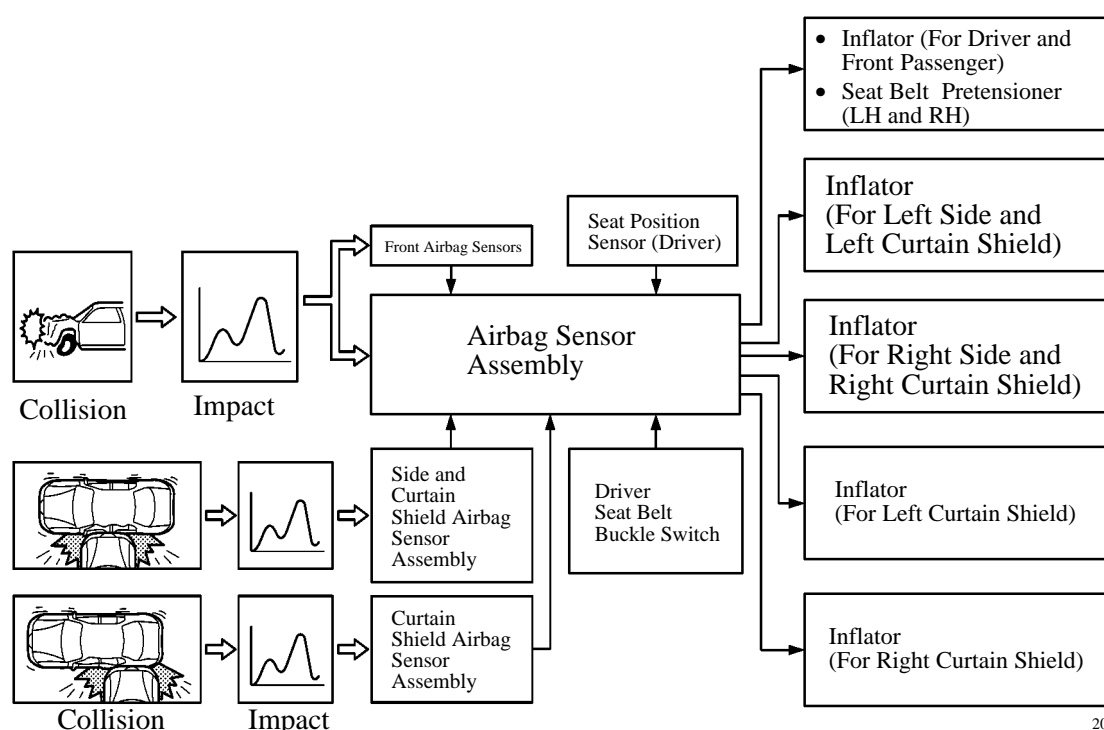 • Inflator (For Driver and
Front Passenger)
• Seat Belt Pretensioner
(LH and RH)
Inflator
(For Left Side and
Left Curtain Shield)
Seat Position
Sensor (Driver)
Front Airbag Sensors
Airbag Sensor
Assembly
Inflator
(For Right Side and
Right Curtain Shield)
Collision
Impact
Side and
Curtain
Shield Airbag
Sensor
Assembly
Driver
Seat Belt
Buckle Switch
Inflator
(For Left Curtain Shield)
Curtain
Shield Airbag
Sensor
Assembly
Inflator
(For Right Curtain Shield)
Collision
Impact